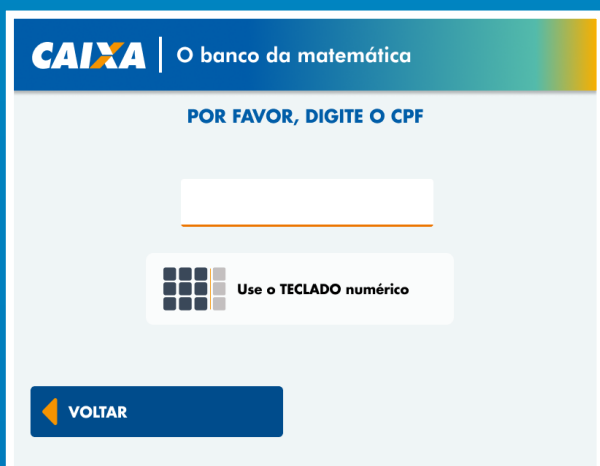 CAIXA
O banco da matemática
POR FAVOR, DIGITE O CPF
Use o TECLADO numérico
VOLTAR